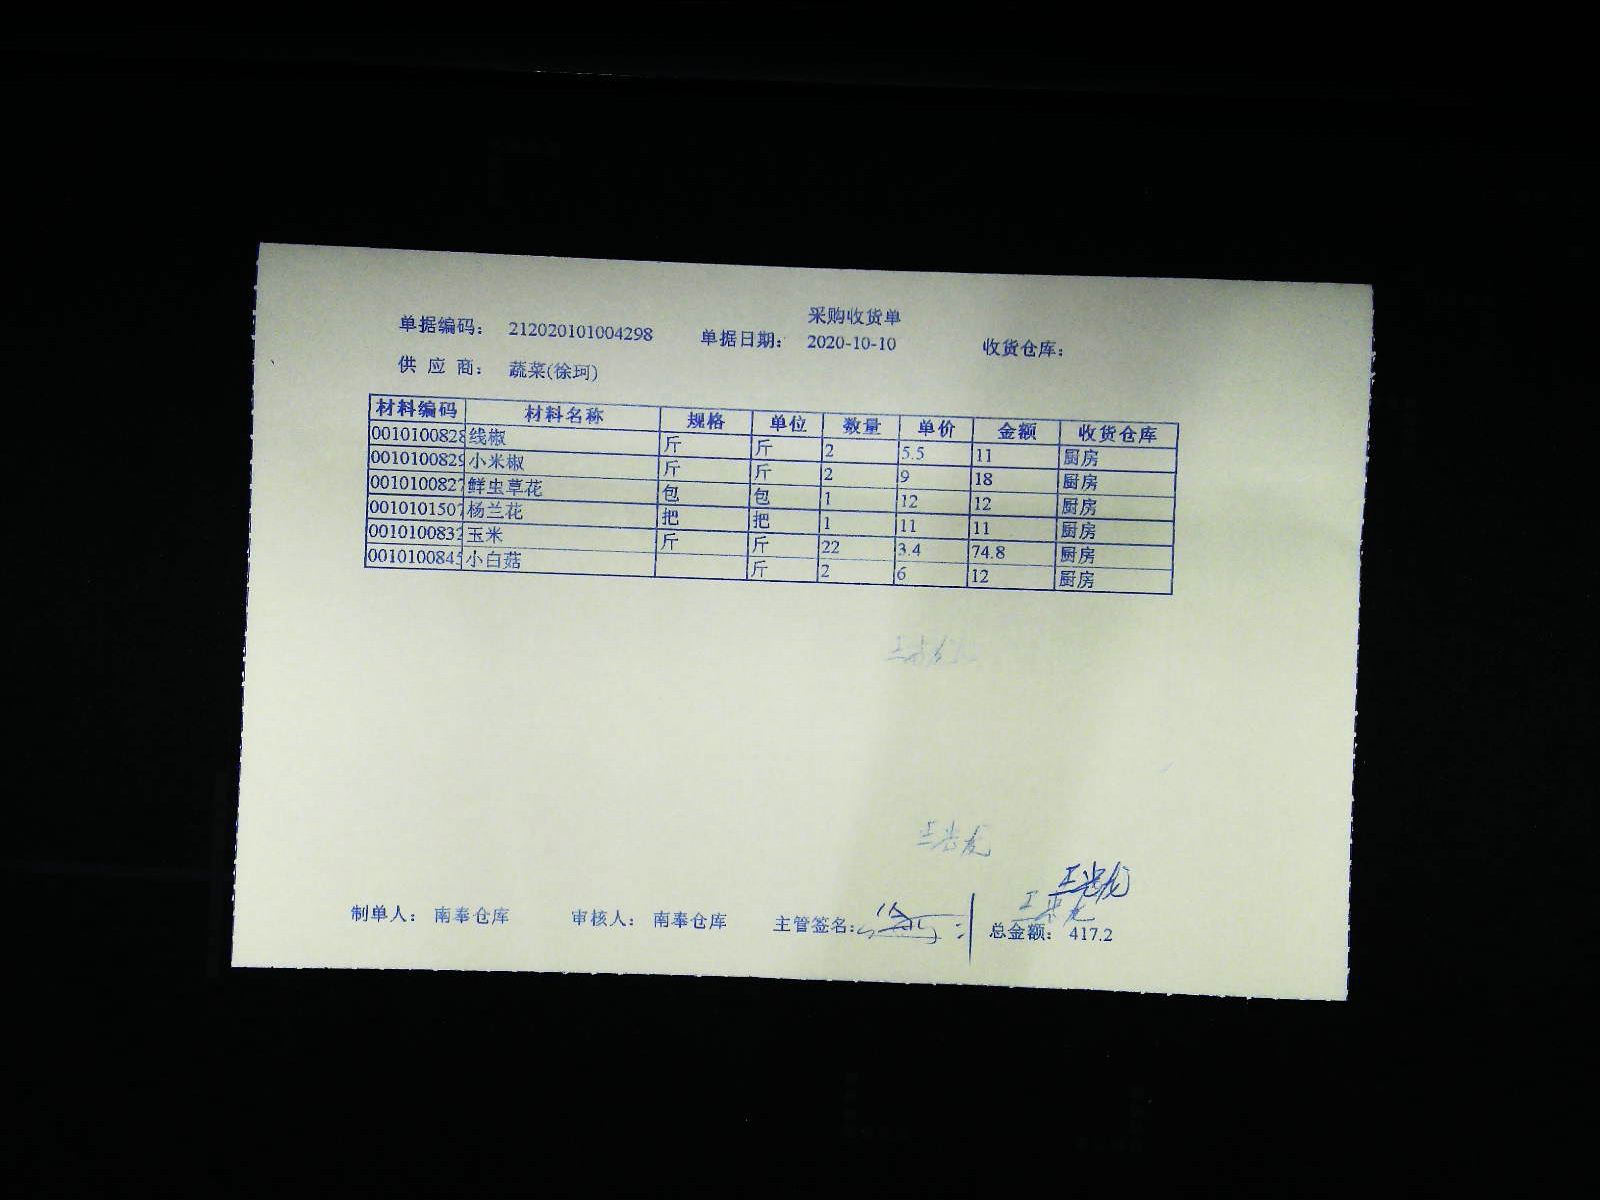 采购收货单
单据编码： 212020101004298 单据日期： 2020-10-10 收货仓库：
供 应 商： 蔬菜(徐珂)
材料编码 材料名称 规格 单位 数量 单价 金额 收货仓库
0010100828 线椒 斤 斤 2 5.5 11 厨房
0010100829 小米椒 斤 斤 2 9 18 厨房
0010100827 鲜虫草花 包 包 1 12 12 厨房
0010101507 杨兰花 把 把 1 11 11 厨房
0010100832 玉米 斤 斤 22 3.4 74.8 厨房
0010100845 小白菇 斤 2 6 12 厨房
制单人： 南奉仓库 审核人： 南奉仓库 主管签名： 总金额： 417.2